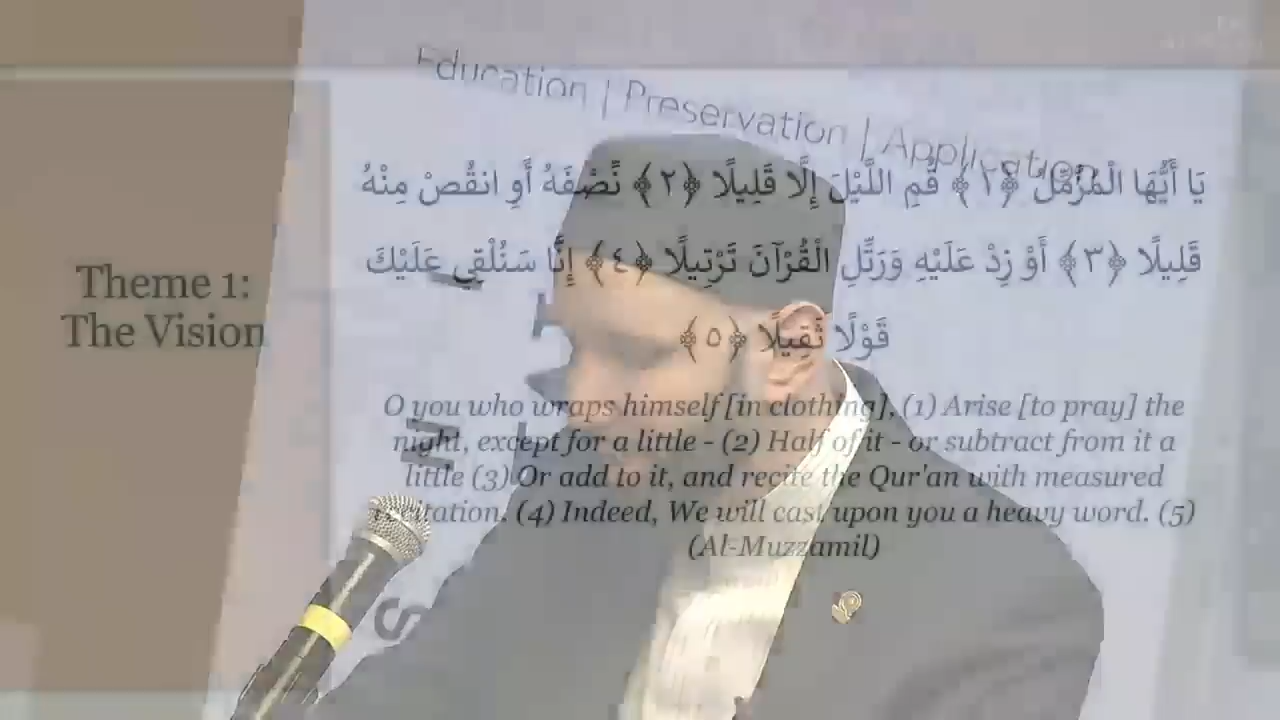 Education | Preservation | Application
Theme 1:
The Vision
يَا أَيُّهَا الْمُزَّمِّلُ ﴿١﴾ قُمِ اللَّيْلَ إِلَّا قَلِيلًا ﴿٢﴾ نِّصْفَهُ أَوِ انقُصْ مِنْهُ
قَلِيلًا ﴿٣﴾ أَوْ زِدْ عَلَيْهِ وَرَتِّلِ الْقُرْآنَ تَرْتِيلًا ﴿٤﴾ إِنَّا سَنُلْقِي عَلَيْكَ
قَوْلًا ثَقِيلًا ﴿٥﴾
O you who wraps himself [in clothing], (1) Arise [to pray] the
night, except for a little - (2) Half of it - or subtract from it a
little (3) Or add to it, and recite the Qur'an with measured
recitation. (4) Indeed, We will cast upon you a heavy word. (5)
(Al-Muzzamil)